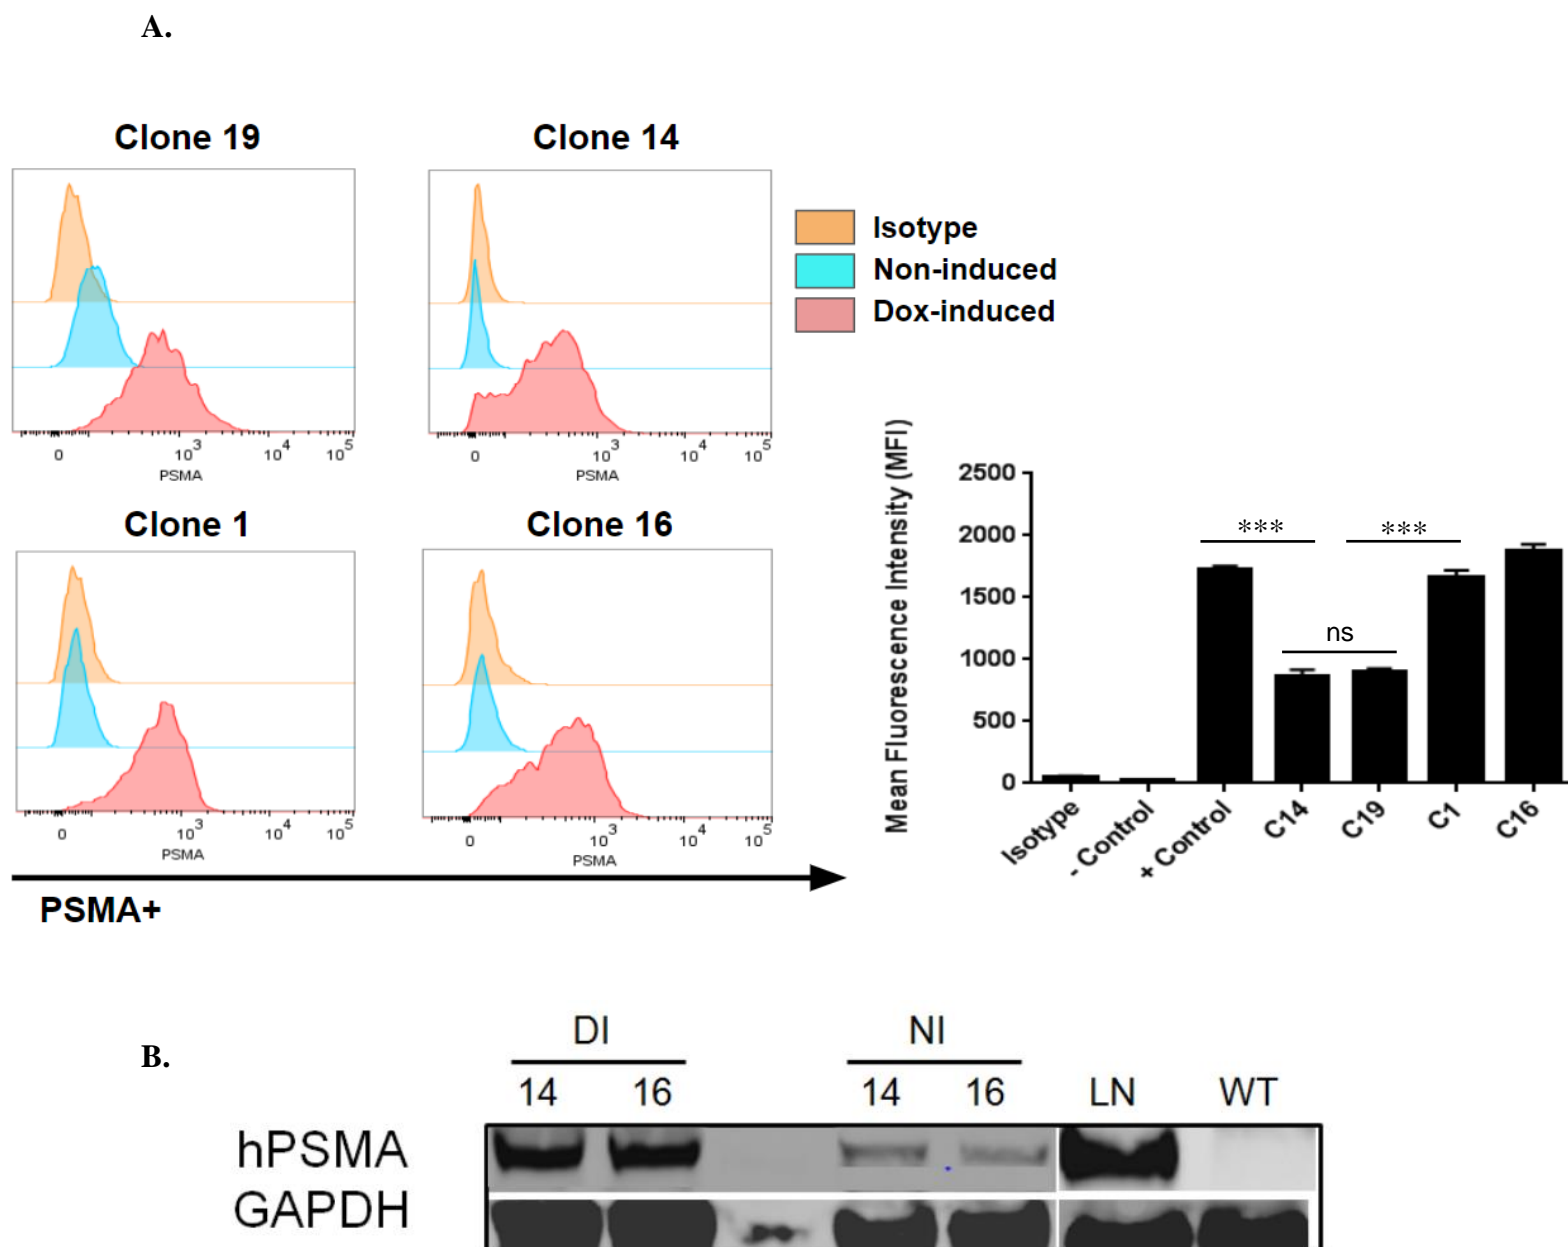 A.
Clone 19
Clone 14
Isotype
Non-induced
Dox-induced
0 10³ 10⁴ 10⁵
PSMA
0 10³ 10⁴ 10⁵
PSMA
Clone 1
Clone 16
0 10³ 10⁴ 10⁵
PSMA
0 10³ 10⁴ 10⁵
PSMA
PSMA+
Mean Fluorescence Intensity (MFI)
2500
2000
1500
1000
500
0
*** ***
ns
Isotype - Control + Control C14 C19 C1 C16
B.
DI NI
14 16 14 16 LN WT
hPSMA
GAPDH